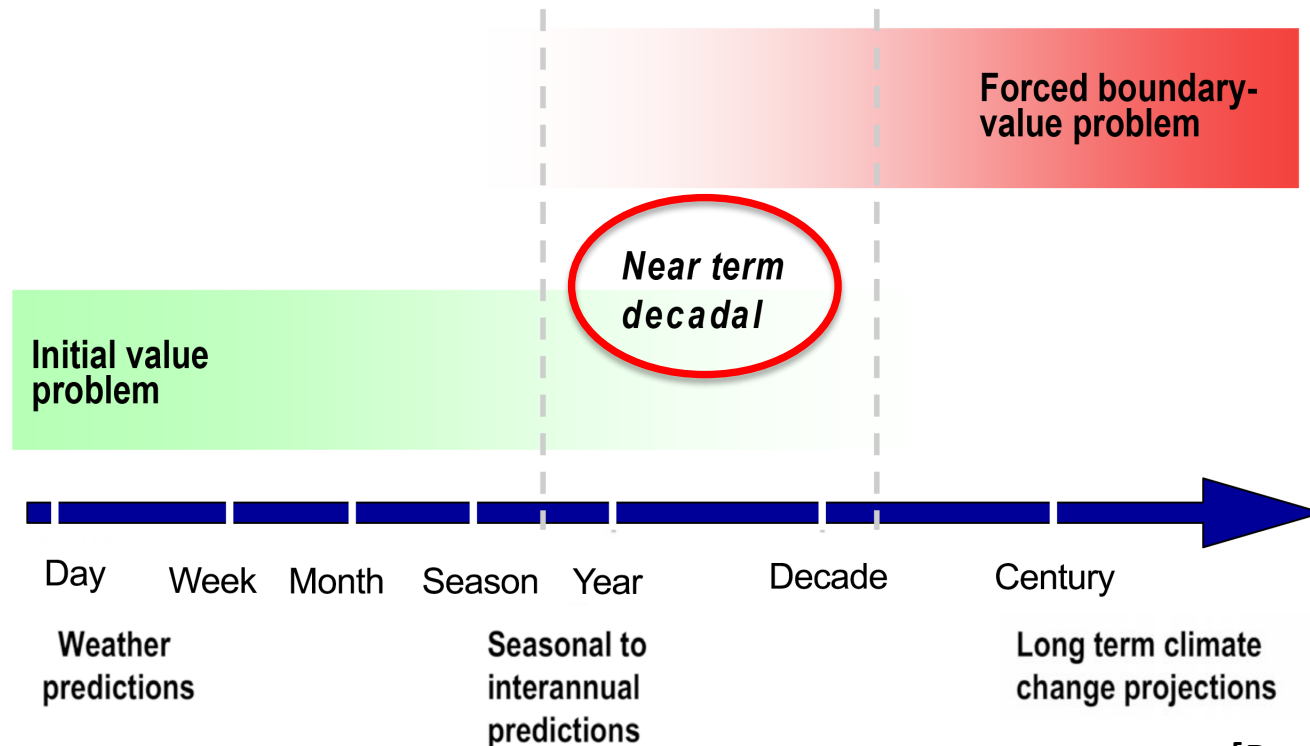 Forced boundary-
value problem
Near term
decadal
Initial value
problem
Day
Week
Month
Season
Year
Decade
Century
Weather
predictions
Seasonal to
interannual
predictions
Long term climate
change projections